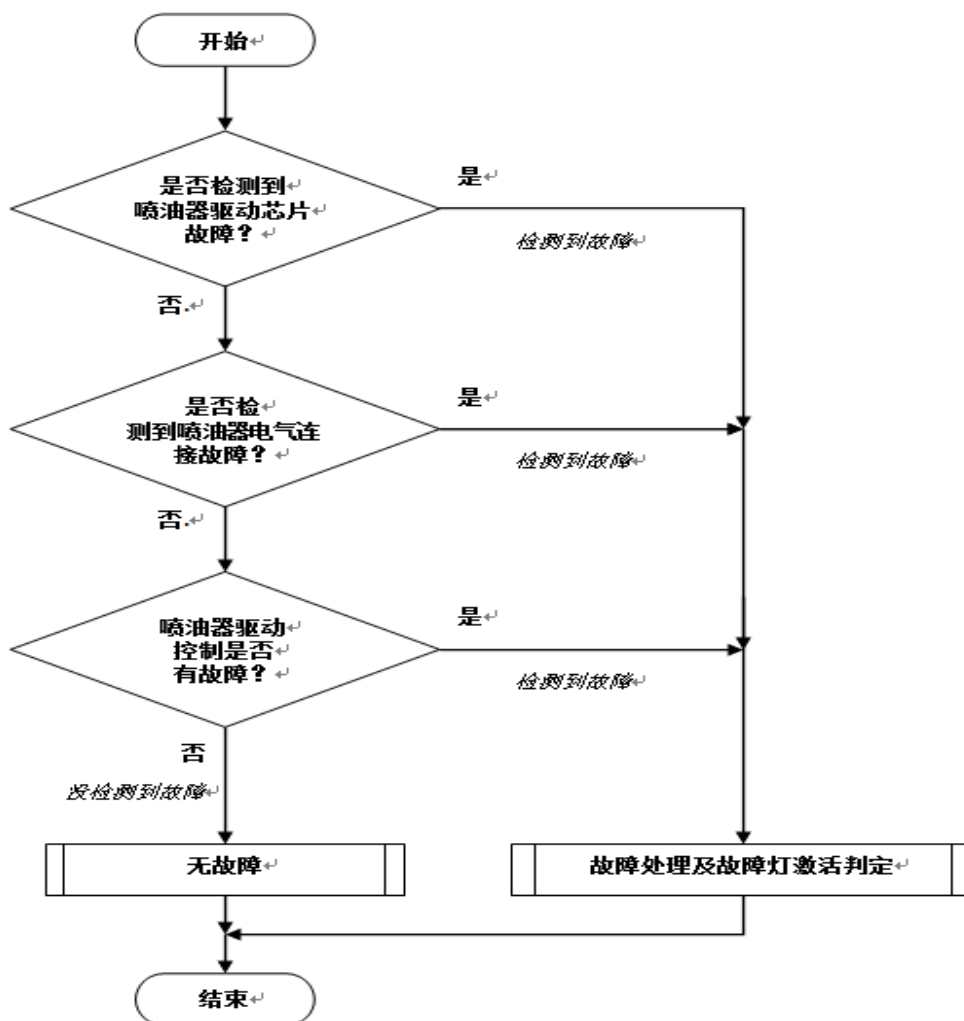 开始
是否检测到
喷油器驱动芯片
故障？
是
检测到故障
否.
是否检
测到喷油器电气连
接故障？
是
检测到故障
否.
喷油器驱动
控制是否
有故障？
是
检测到故障
否
没检测到故障
无故障
故障处理及故障灯激活判定
结束